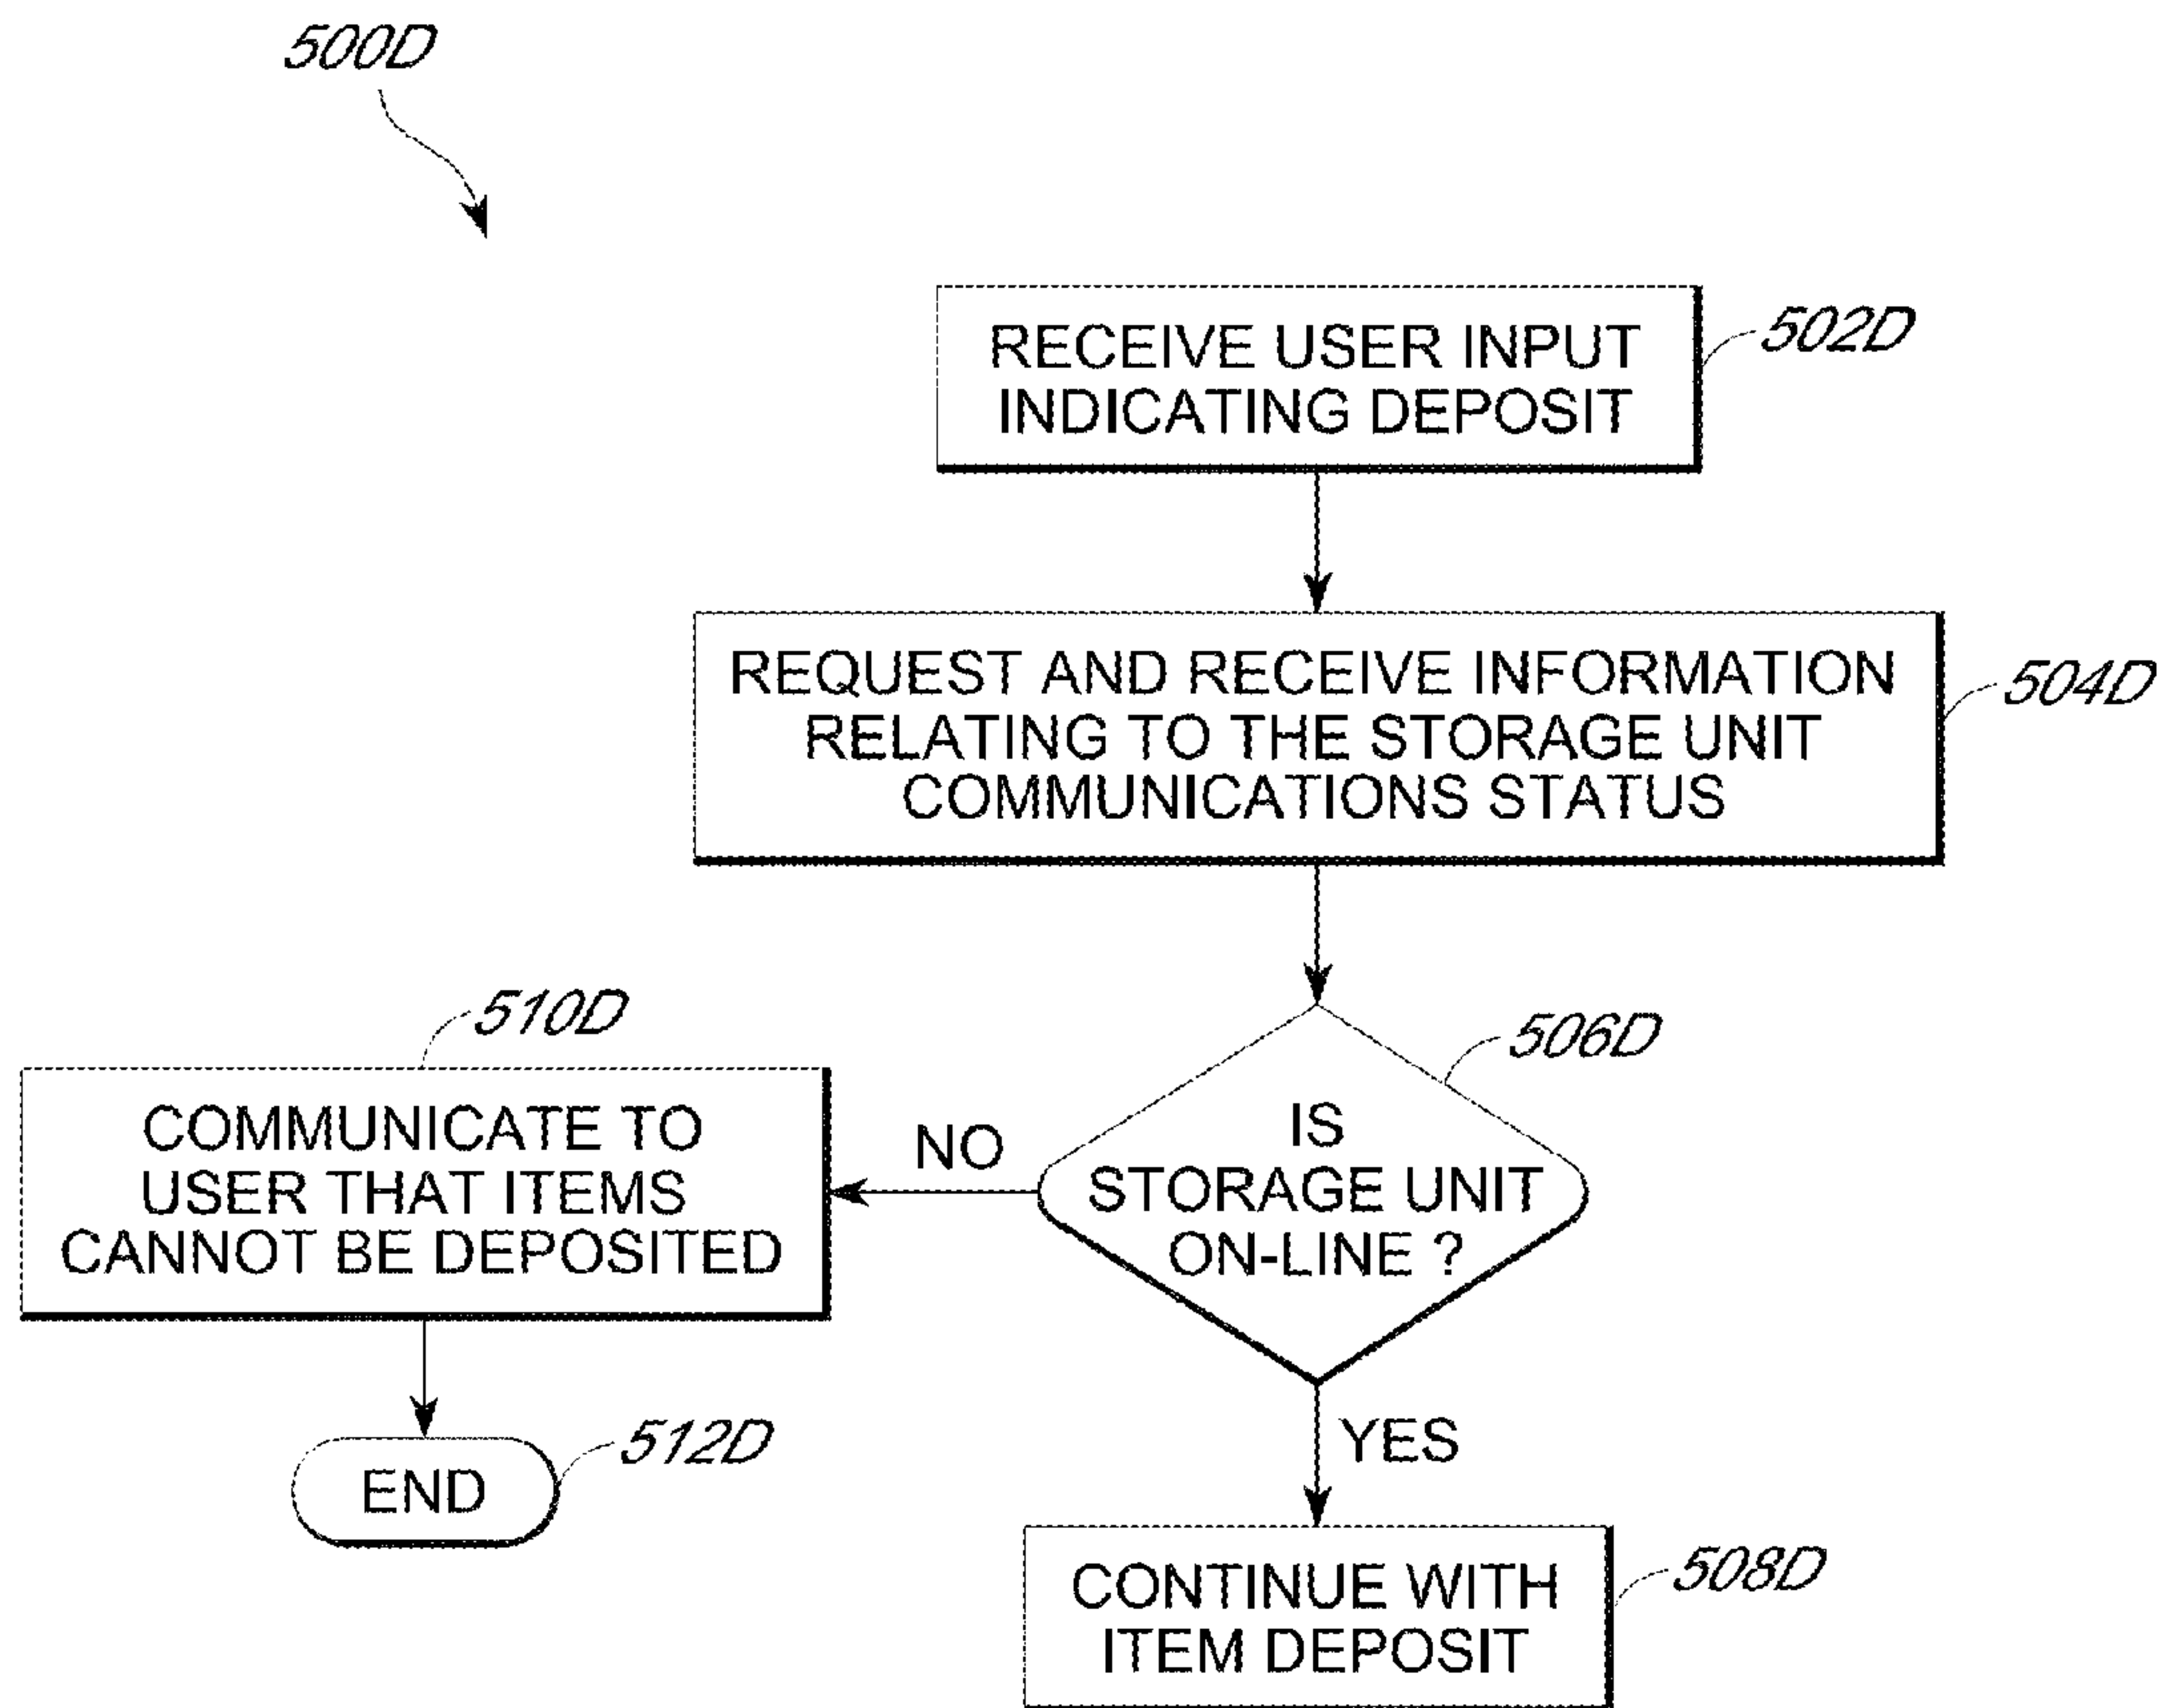 500D
RECEIVE USER INPUT
INDICATING DEPOSIT
502D
REQUEST AND RECEIVE INFORMATION
RELATING TO THE STORAGE UNIT
COMMUNICATIONS STATUS
504D
IS
STORAGE UNIT
ON-LINE ?
506D
NO
510D
COMMUNICATE TO
USER THAT ITEMS
CANNOT BE DEPOSITED
END
512D
YES
CONTINUE WITH
ITEM DEPOSIT
508D